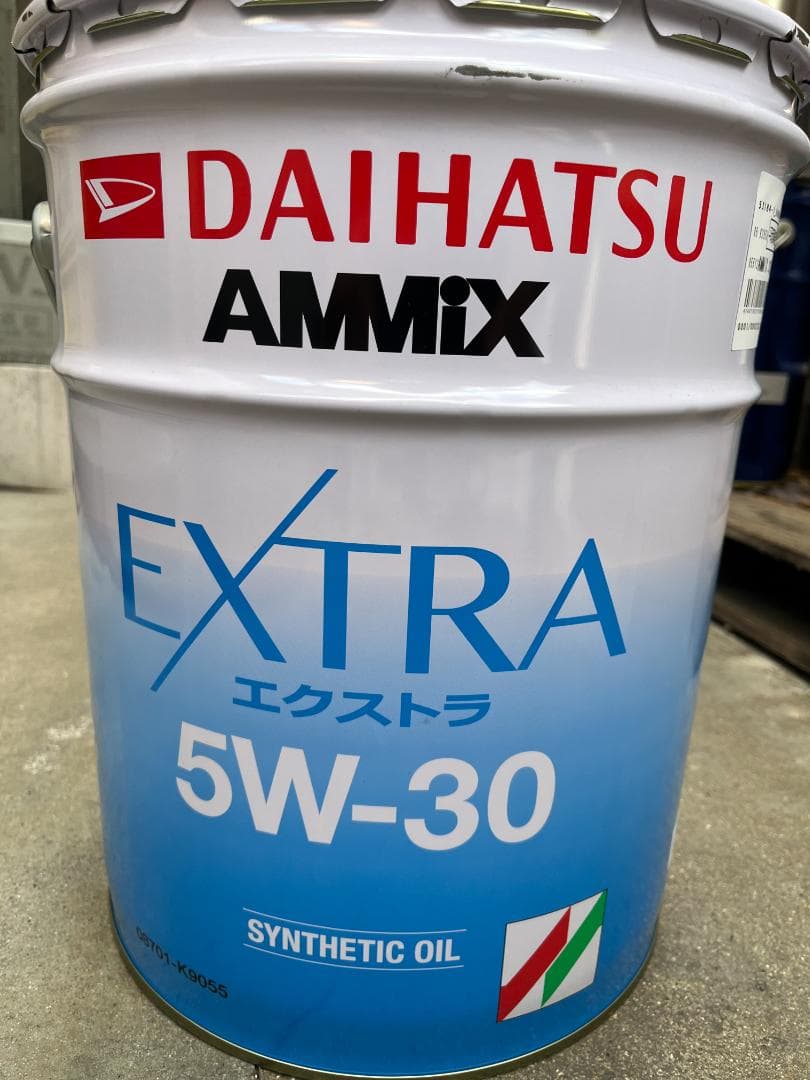 DAIHATSU
AMMiX
EXTRA
エクストラ
5W-30
SYNTHETIC OIL
08701-K9055